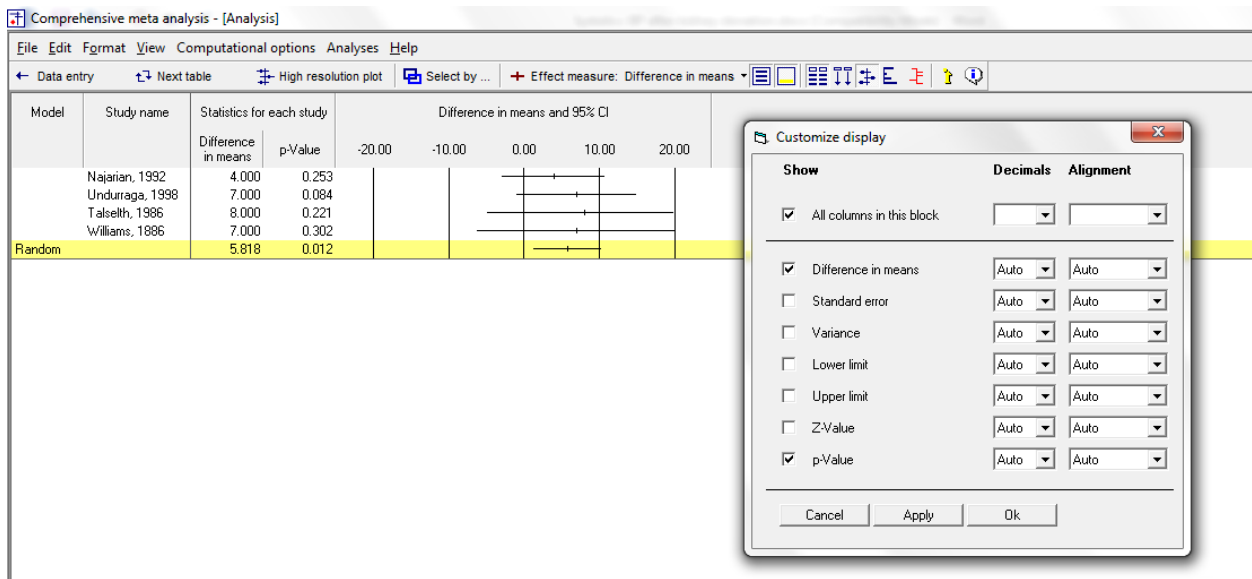 Comprehensive meta analysis - [Analysis]
File Edit Format View Computational options Analyses Help
Data entry Next table High resolution plot Select by ... Effect measure: Difference in means
Model Study name Statistics for each study Difference in means and 95% CI
Difference in means p-Value -20.00 -10.00 0.00 10.00 20.00
Najarian, 1992 4.000 0.253
Undurraga, 1998 7.000 0.084
Talselth, 1986 8.000 0.221
Williams, 1886 7.000 0.302
Random 5.818 0.012
Customize display
Show Decimals Alignment
All columns in this block
Difference in means Auto Auto
Standard error Auto Auto
Variance Auto Auto
Lower limit Auto Auto
Upper limit Auto Auto
Z-Value Auto Auto
p-Value Auto Auto
Cancel Apply Ok